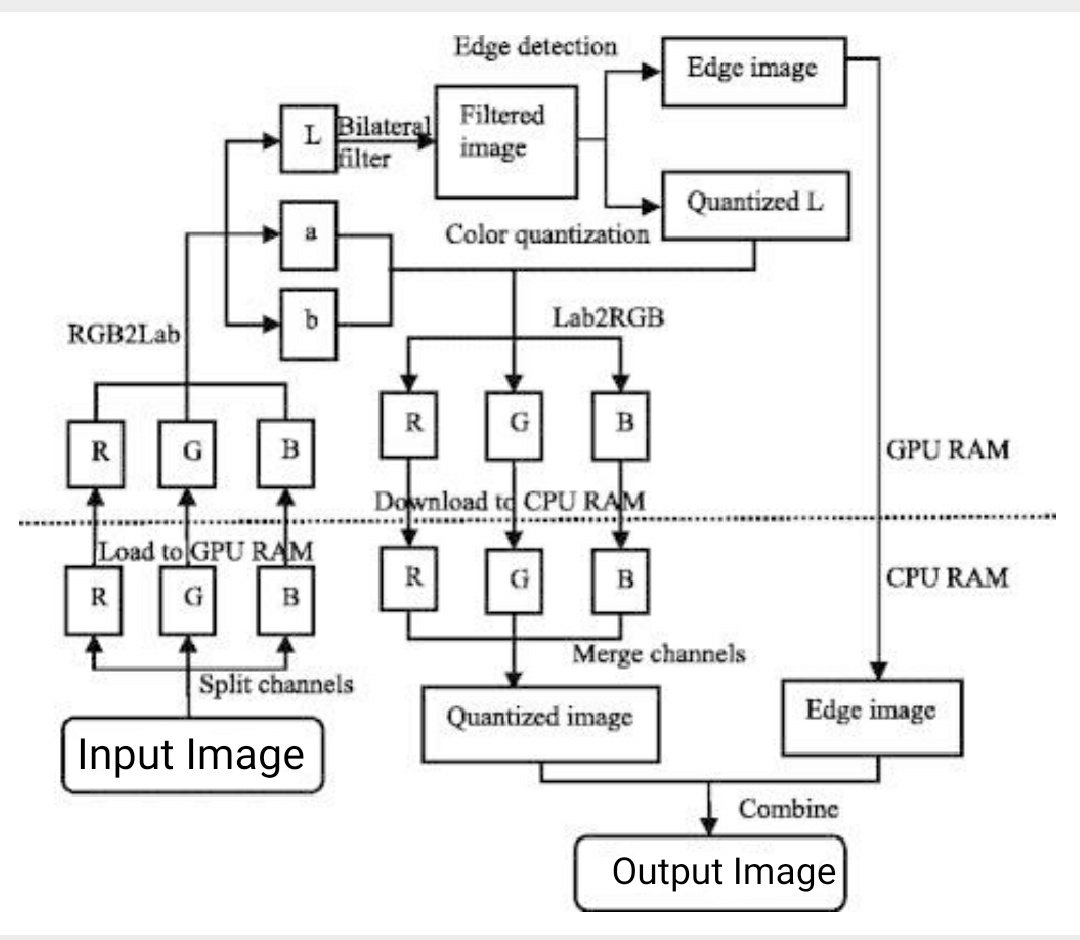 Edge detection
Edge image
L
Bilateral
filter
Filtered
image
Quantized L
a
Color quantization
b
Lab2RGB
RGB2Lab
R
G
B
R
G
B
GPU RAM
Download to CPU RAM
Load to GPU RAM
CPU RAM
R
G
B
R
G
B
Split channels
Merge channels
Input Image
Quantized image
Edge image
Combine
Output Image